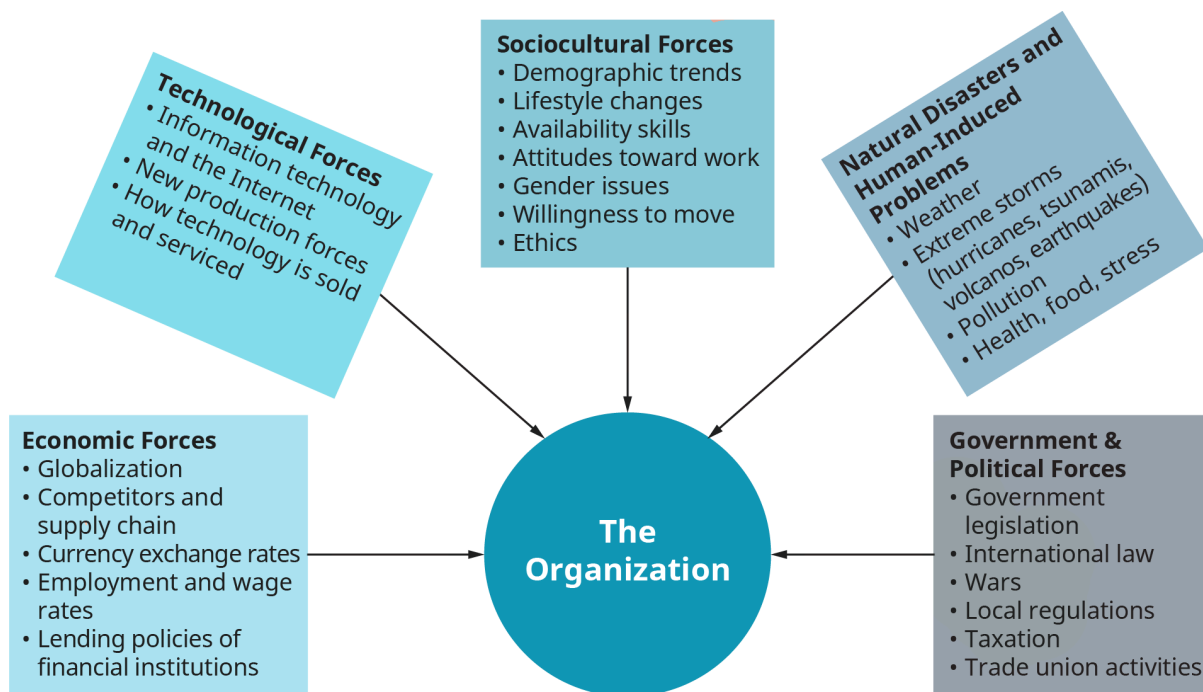 Technological Forces
• Information technology
and the Internet
• New production forces
• How technology is sold
and serviced
Sociocultural Forces
• Demographic trends
• Lifestyle changes
• Availability skills
• Attitudes toward work
• Gender issues
• Willingness to move
• Ethics
Natural Disasters and
Human-Induced
Problems
• Weather
• Extreme storms
(hurricanes, tsunamis,
volcanos, earthquakes)
• Pollution
• Health, food, stress
Economic Forces
• Globalization
• Competitors and
supply chain
• Currency exchange rates
• Employment and wage
rates
• Lending policies of
financial institutions
The
Organization
Government &
Political Forces
• Government
legislation
• International law
• Wars
• Local regulations
• Taxation
• Trade union activities